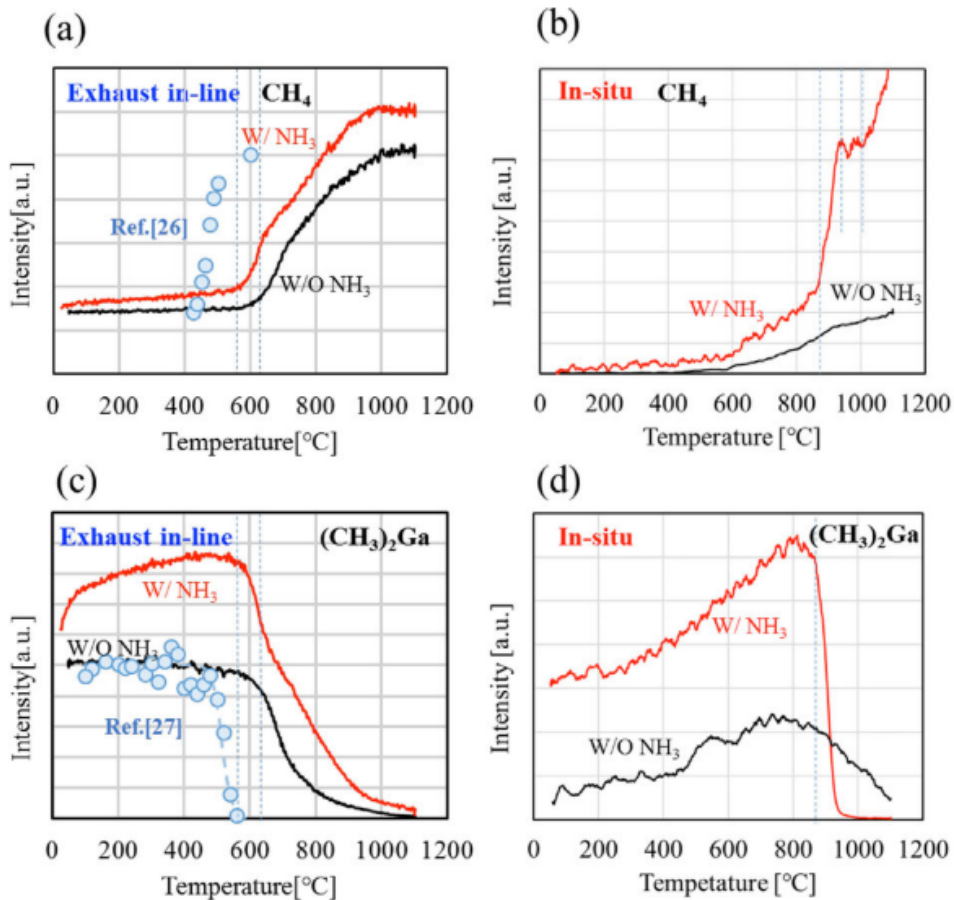 (a)
Exhaust in-line CH4
W/ NH3
Ref.[26]
W/O NH3
Intensity[a.u.]
0 200 400 600 800 1000 1200
Temperature[°C]
(b)
In-situ CH4
W/O NH3
W/ NH3
Intensity [a.u.]
0 200 400 600 800 1000 1200
Temperature [°C]
(c)
Exhaust in-line (CH3)2Ga
W/ NH3
W/O NH3
Ref.[27]
Intensity[a.u.]
0 200 400 600 800 1000 1200
Temperature[°C]
(d)
In-situ (CH3)2Ga
W/ NH3
W/O NH3
Intensity [a.u.]
0 200 400 600 800 1000 1200
Tempetature [°C]